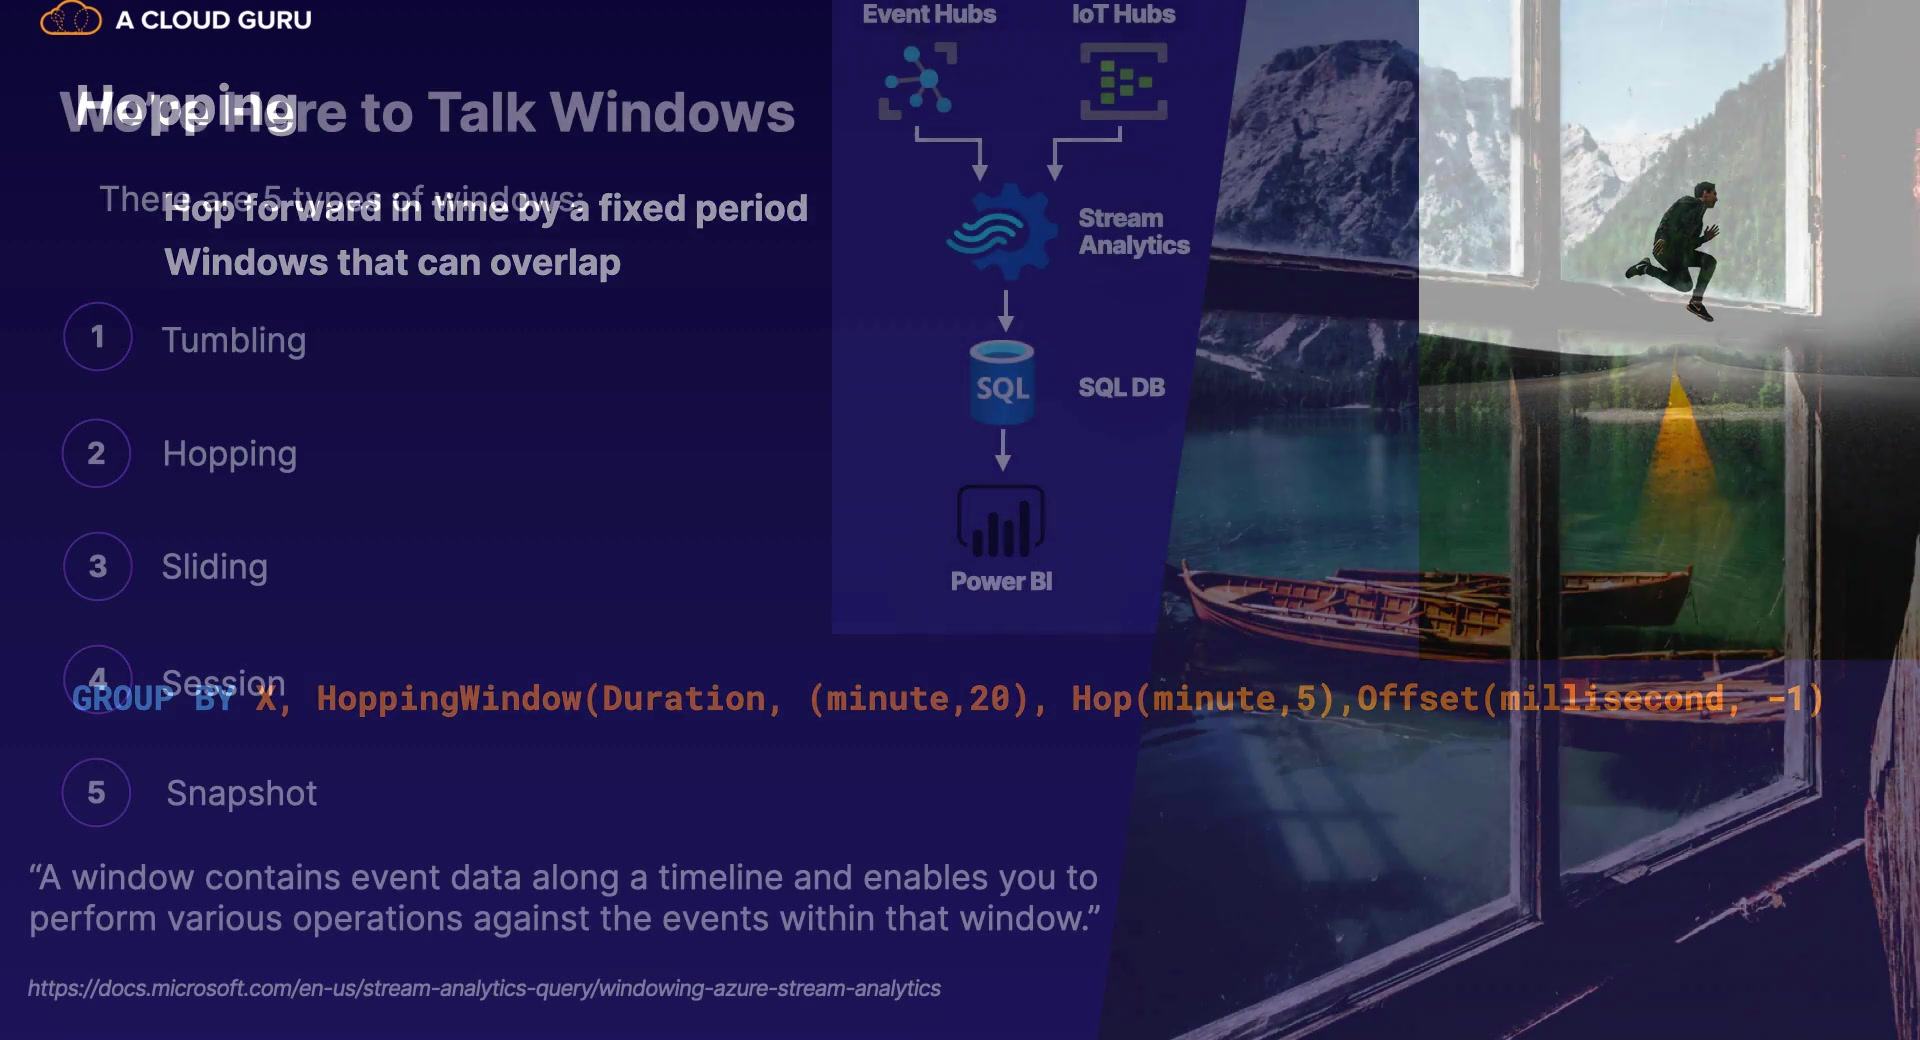 A CLOUD GURU
Event Hubs
IoT Hubs
Hopping
We're Here to Talk Windows
There are 5 types of windows:
Hop forward in time by a fixed period
Windows that can overlap
Stream
Analytics
1 Tumbling
SQL
SQL DB
2 Hopping
3 Sliding
Power BI
4 Session
GROUP BY X, HoppingWindow(Duration, (minute,20), Hop(minute,5),Offset(millisecond, -1)
5 Snapshot
“A window contains event data along a timeline and enables you to
perform various operations against the events within that window.”
https://docs.microsoft.com/en-us/stream-analytics-query/windowing-azure-stream-analytics